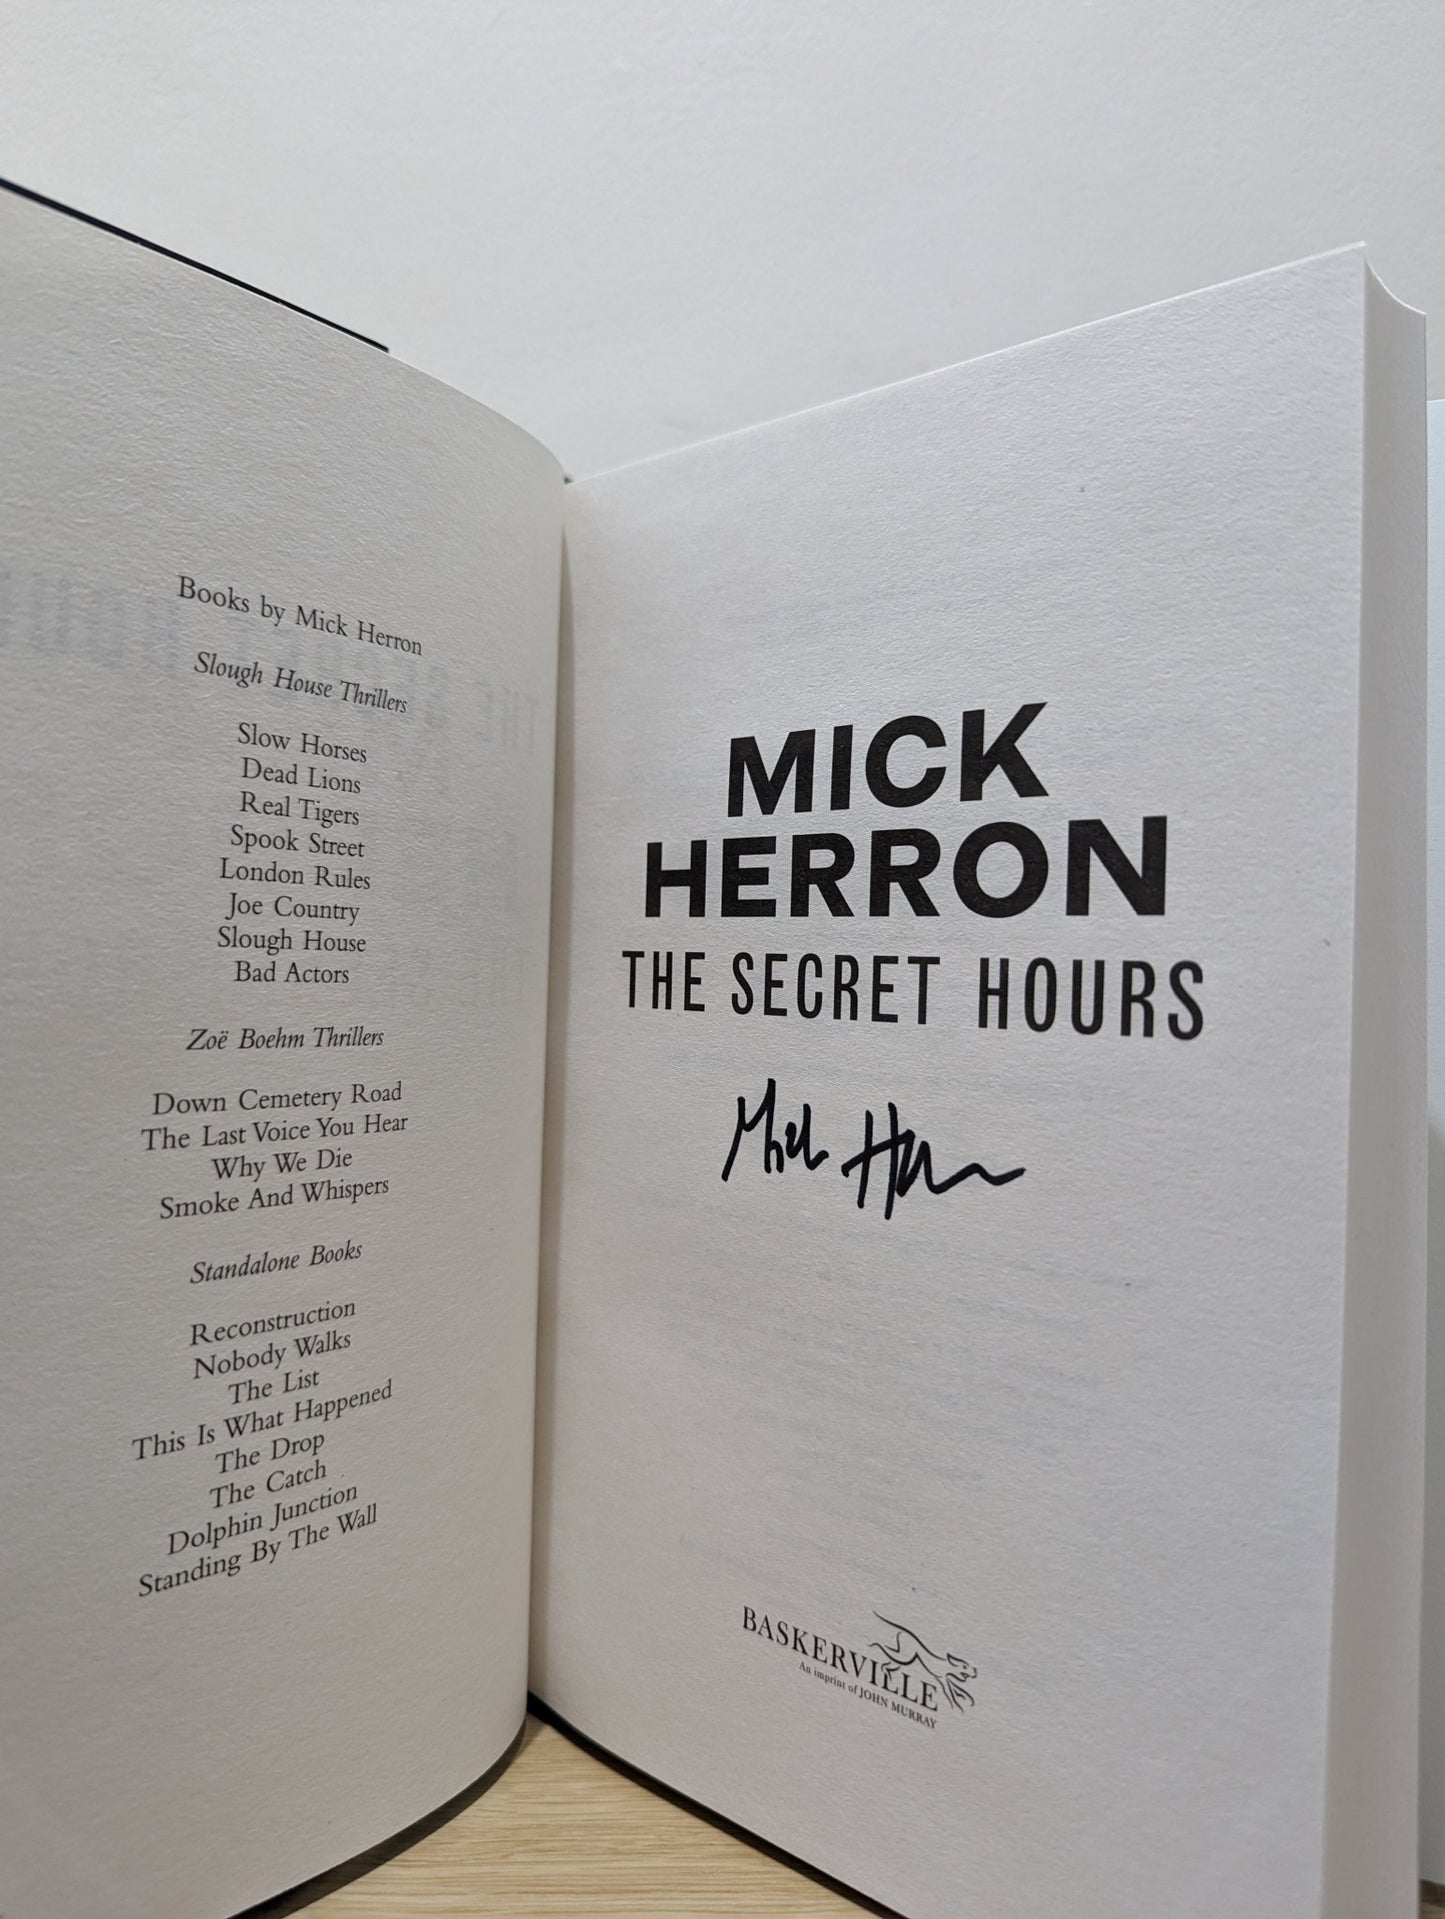 Books by Mick Herron
Slough House Thrillers
Slow Horses
Dead Lions
Real Tigers
Spook Street
London Rules
Joe Country
Slough House
Bad Actors
Zoë Boehm Thrillers
Down Cemetery Road
The Last Voice You Hear
Why We Die
Smoke And Whispers
Standalone Books
Reconstruction
Nobody Walks
The List
This Is What Happened
The Drop
The Catch
Dolphin Junction
Standing By The Wall
MICK
HERRON
THE SECRET HOURS
Mick Herron
BASKERVILLE
An imprint of JOHN MURRAY